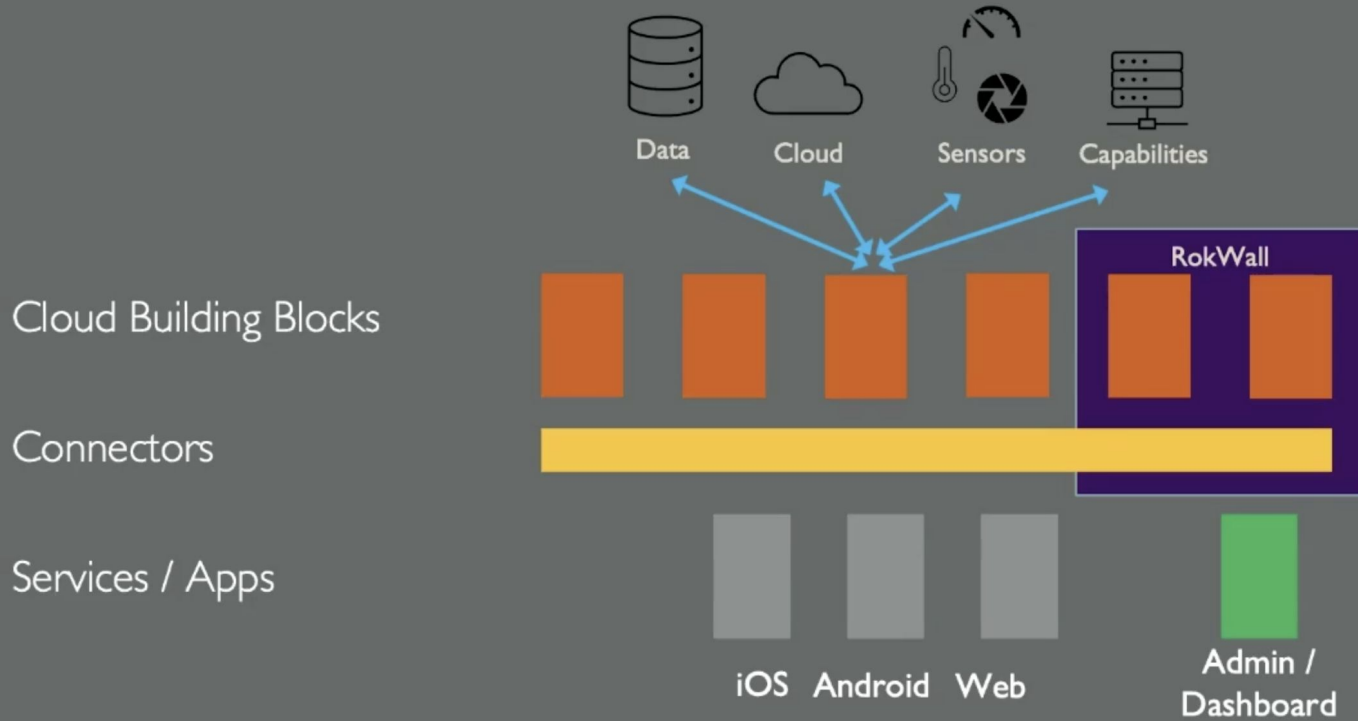 Data
Cloud
Sensors
Capabilities
RokWall
Cloud Building Blocks
Connectors
Services / Apps
iOS
Android
Web
Admin /
Dashboard